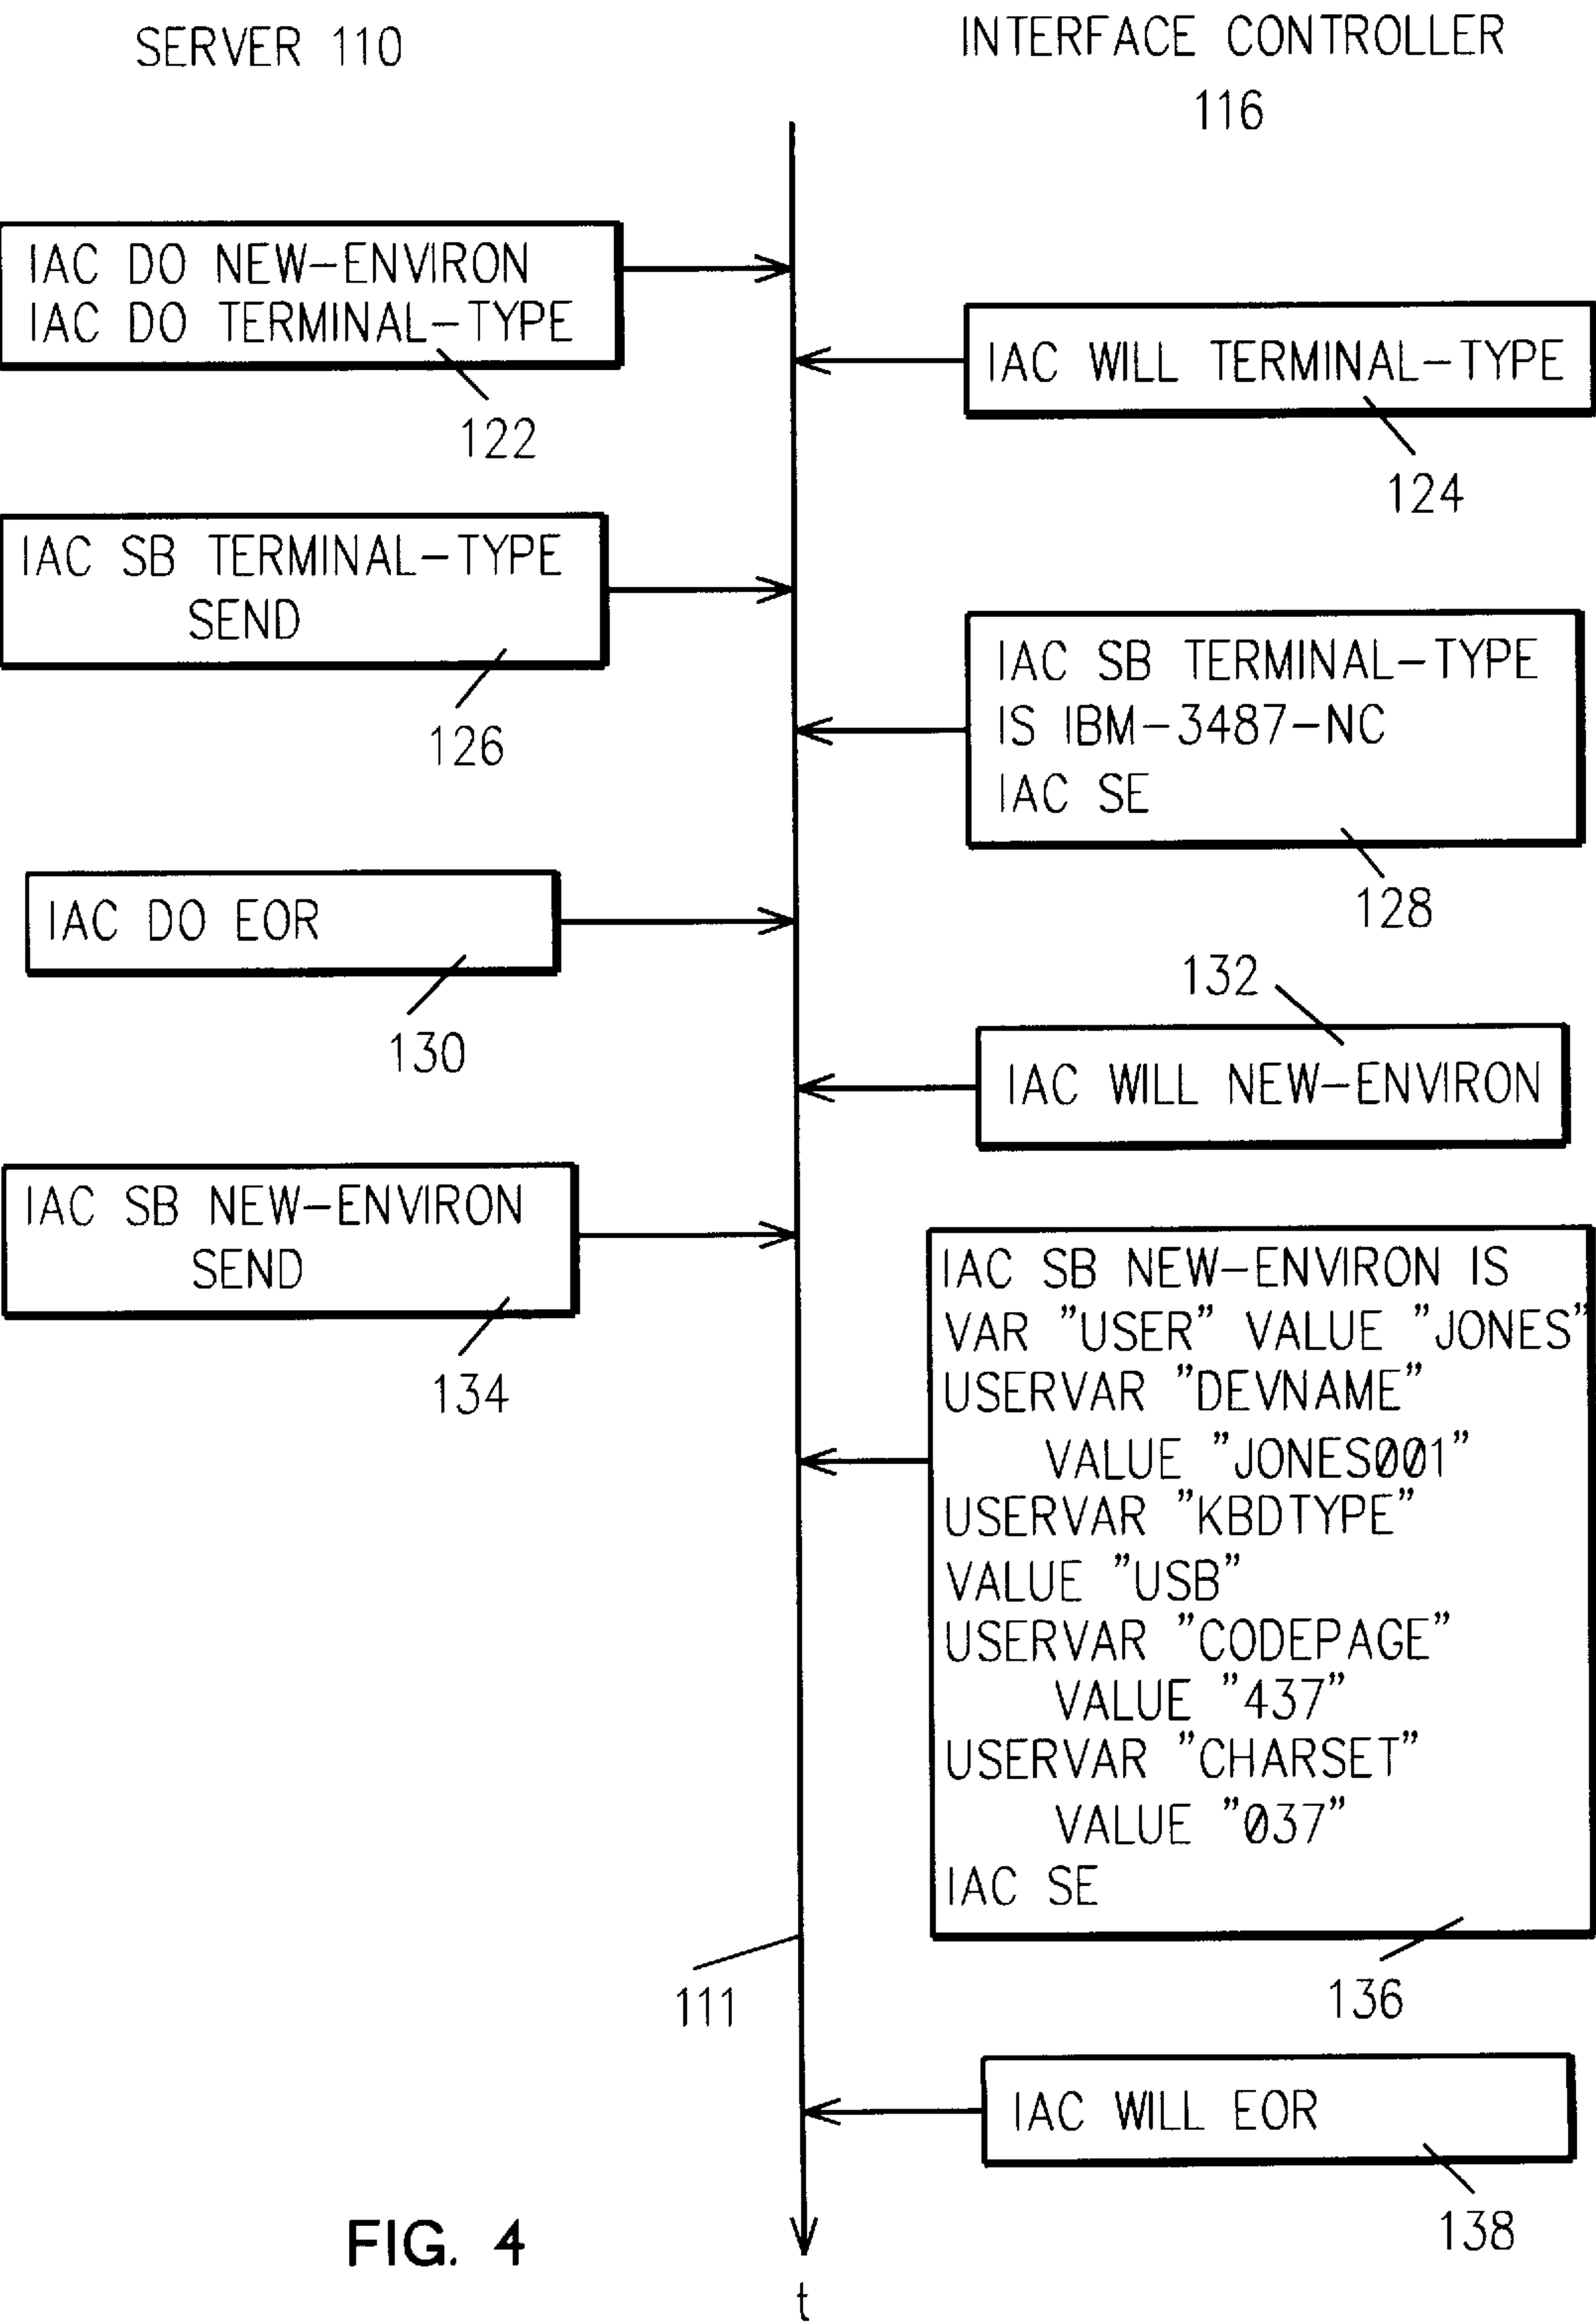 SERVER 110
INTERFACE CONTROLLER
116
IAC DO NEW-ENVIRON
IAC DO TERMINAL-TYPE
122
IAC WILL TERMINAL-TYPE
124
IAC SB TERMINAL-TYPE
SEND
126
IAC SB TERMINAL-TYPE
IS IBM-3487-NC
IAC SE
128
IAC DO EOR
130
132
IAC WILL NEW-ENVIRON
IAC SB NEW-ENVIRON
SEND
134
IAC SB NEW-ENVIRON IS
VAR "USER" VALUE "JONES"
USERVAR "DEVNAME"
VALUE "JONES001"
USERVAR "KBDTYPE"
VALUE "USB"
USERVAR "CODEPAGE"
VALUE "437"
USERVAR "CHARSET"
VALUE "037"
IAC SE
136
111
IAC WILL EOR
138
FIG. 4
t